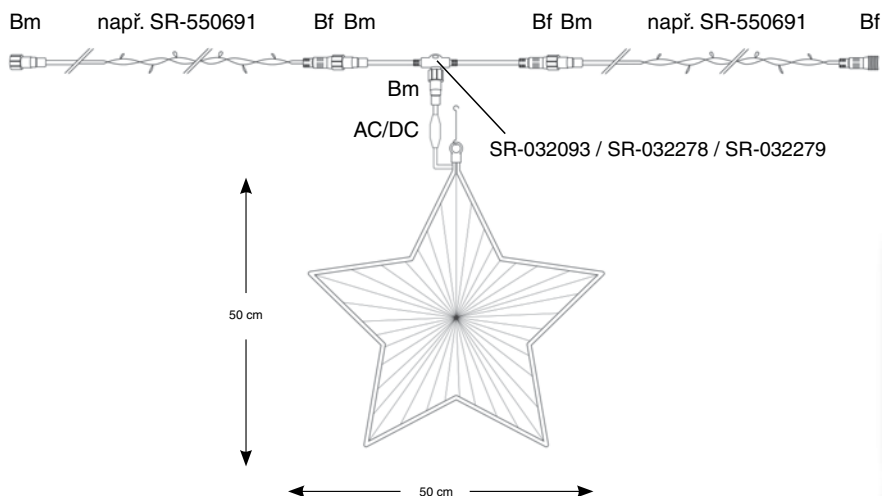 Bm např. SR-550691 Bf Bm Bf Bm např. SR-550691 Bf
Bm
AC/DC
SR-032093 / SR-032278 / SR-032279
50 cm
50 cm